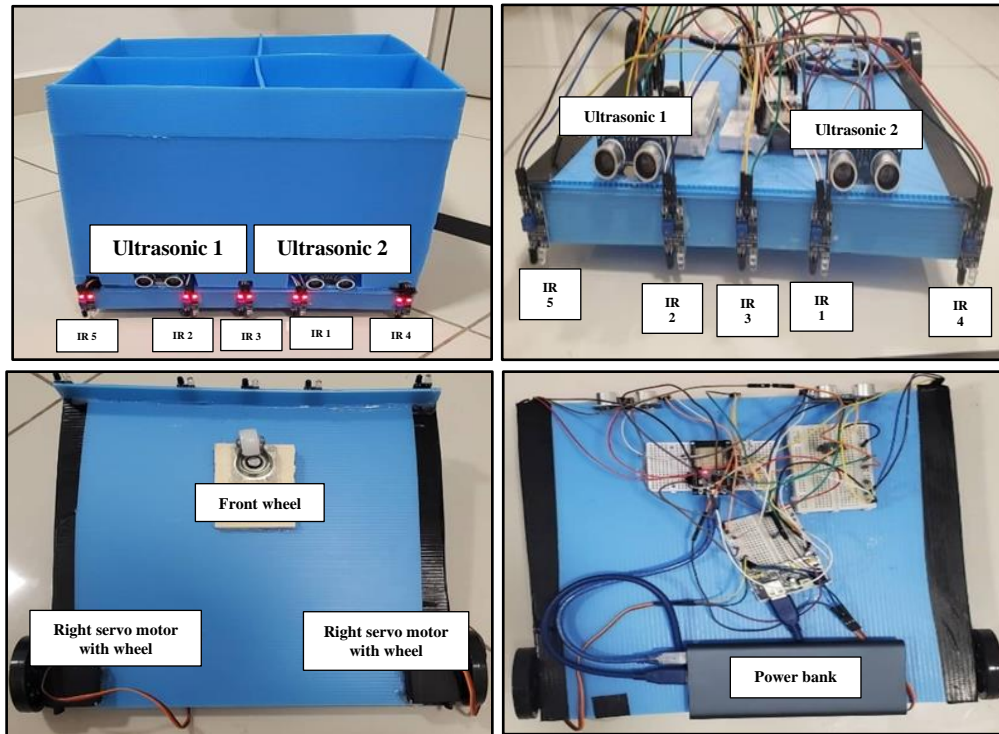 Ultrasonic 1
Ultrasonic 2
IR 5
IR 2
IR 3
IR 1
IR 4
Ultrasonic 1
Ultrasonic 2
IR
5
IR
2
IR
3
IR
1
IR
4
Front wheel
Right servo motor
with wheel
Right servo motor
with wheel
Power bank